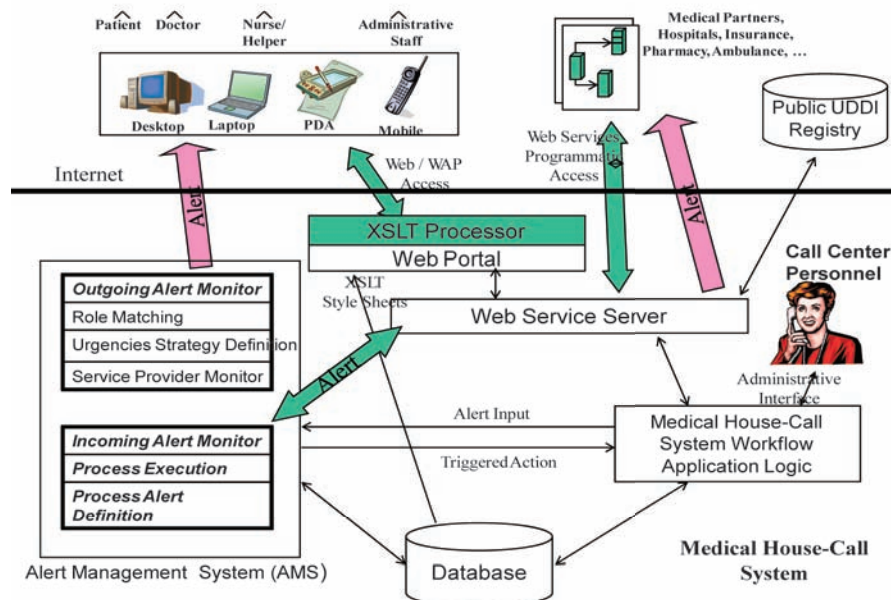 Patient
Doctor
Nurse/
Helper
Administrative
Staff
Medical Partners,
Hospitals, Insurance,
Pharmacy, Ambulance, …
Desktop
Laptop
PDA
Mobile
Public UDDI
Registry
Internet
Web / WAP
Access
Web Services
Programmatic
Access
Alert
Alert
XSLT Processor
Web Portal
XSLT
Style Sheets
Web Service Server
Call Center
Personnel
Outgoing Alert Monitor
Role Matching
Urgencies Strategy Definition
Service Provider Monitor
Alert
Administrative
Interface
Incoming Alert Monitor
Process Execution
Process Alert
Definition
Alert Input
Triggered Action
Medical House-Call
System Workflow
Application Logic
Database
Alert Management System (AMS)
Medical House-Call
System